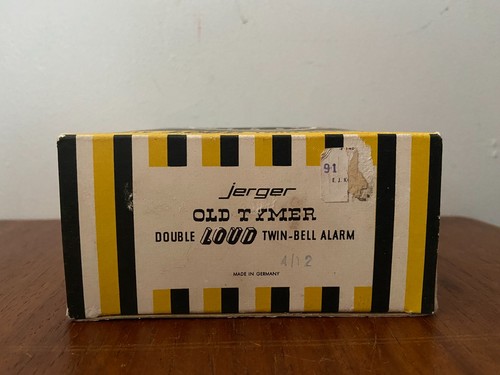 91
jerger
OLD TYMER
DOUBLE LOUD TWIN-BELL ALARM
MADE IN GERMANY